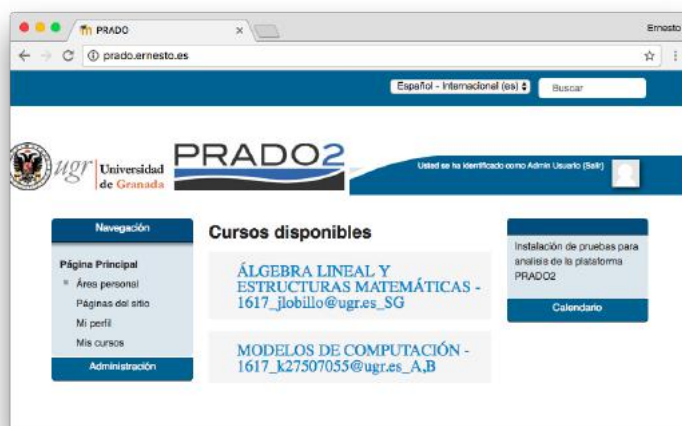 PRADO
Ernesto
prado.ernesto.es
Español - Internacional (es)
Buscar
ugr
Universidad
de Granada
PRADO2
Usted se ha identificado como Admin Usuario (Salir)
Navegación
Página Principal
Área personal
Páginas del sitio
Mi perfil
Mis cursos
Administración
Cursos disponibles
ÁLGEBRA LINEAL Y
ESTRUCTURAS MATEMÁTICAS -
1617_jlobillo@ugr.es_SG
MODELOS DE COMPUTACIÓN -
1617_k27507055@ugr.es_A,B
Instalación de pruebas para
analisis de la plataforma
PRADO2
Calendario